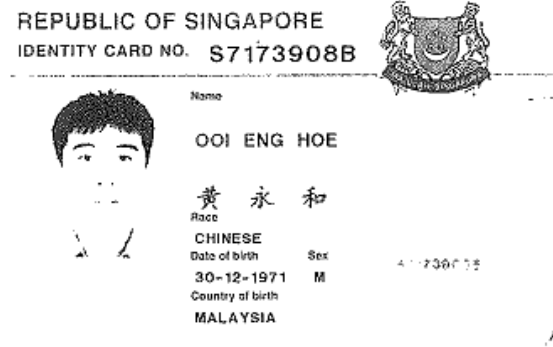 REPUBLIC OF SINGAPORE
IDENTITY CARD NO. S7173908B
Name
OOI ENG HOE
黄 永 和
Race
CHINESE
Date of birth Sex
30-12-1971 M
Country of birth
MALAYSIA